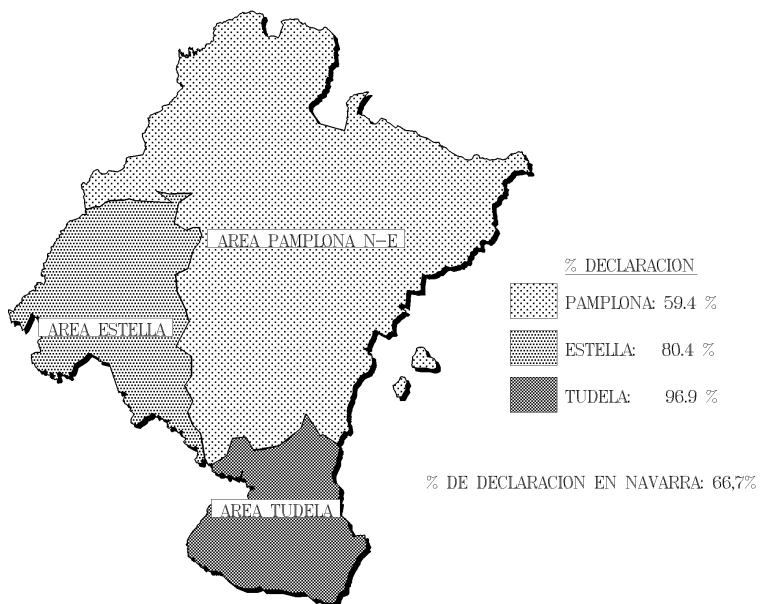 AREA PAMPLONA N-E
AREA ESTELLA
AREA TUDELA
% DECLARACION
PAMPLONA: 59.4 %
ESTELLA: 80.4 %
TUDELA: 96.9 %
% DE DECLARACION EN NAVARRA: 66,7%